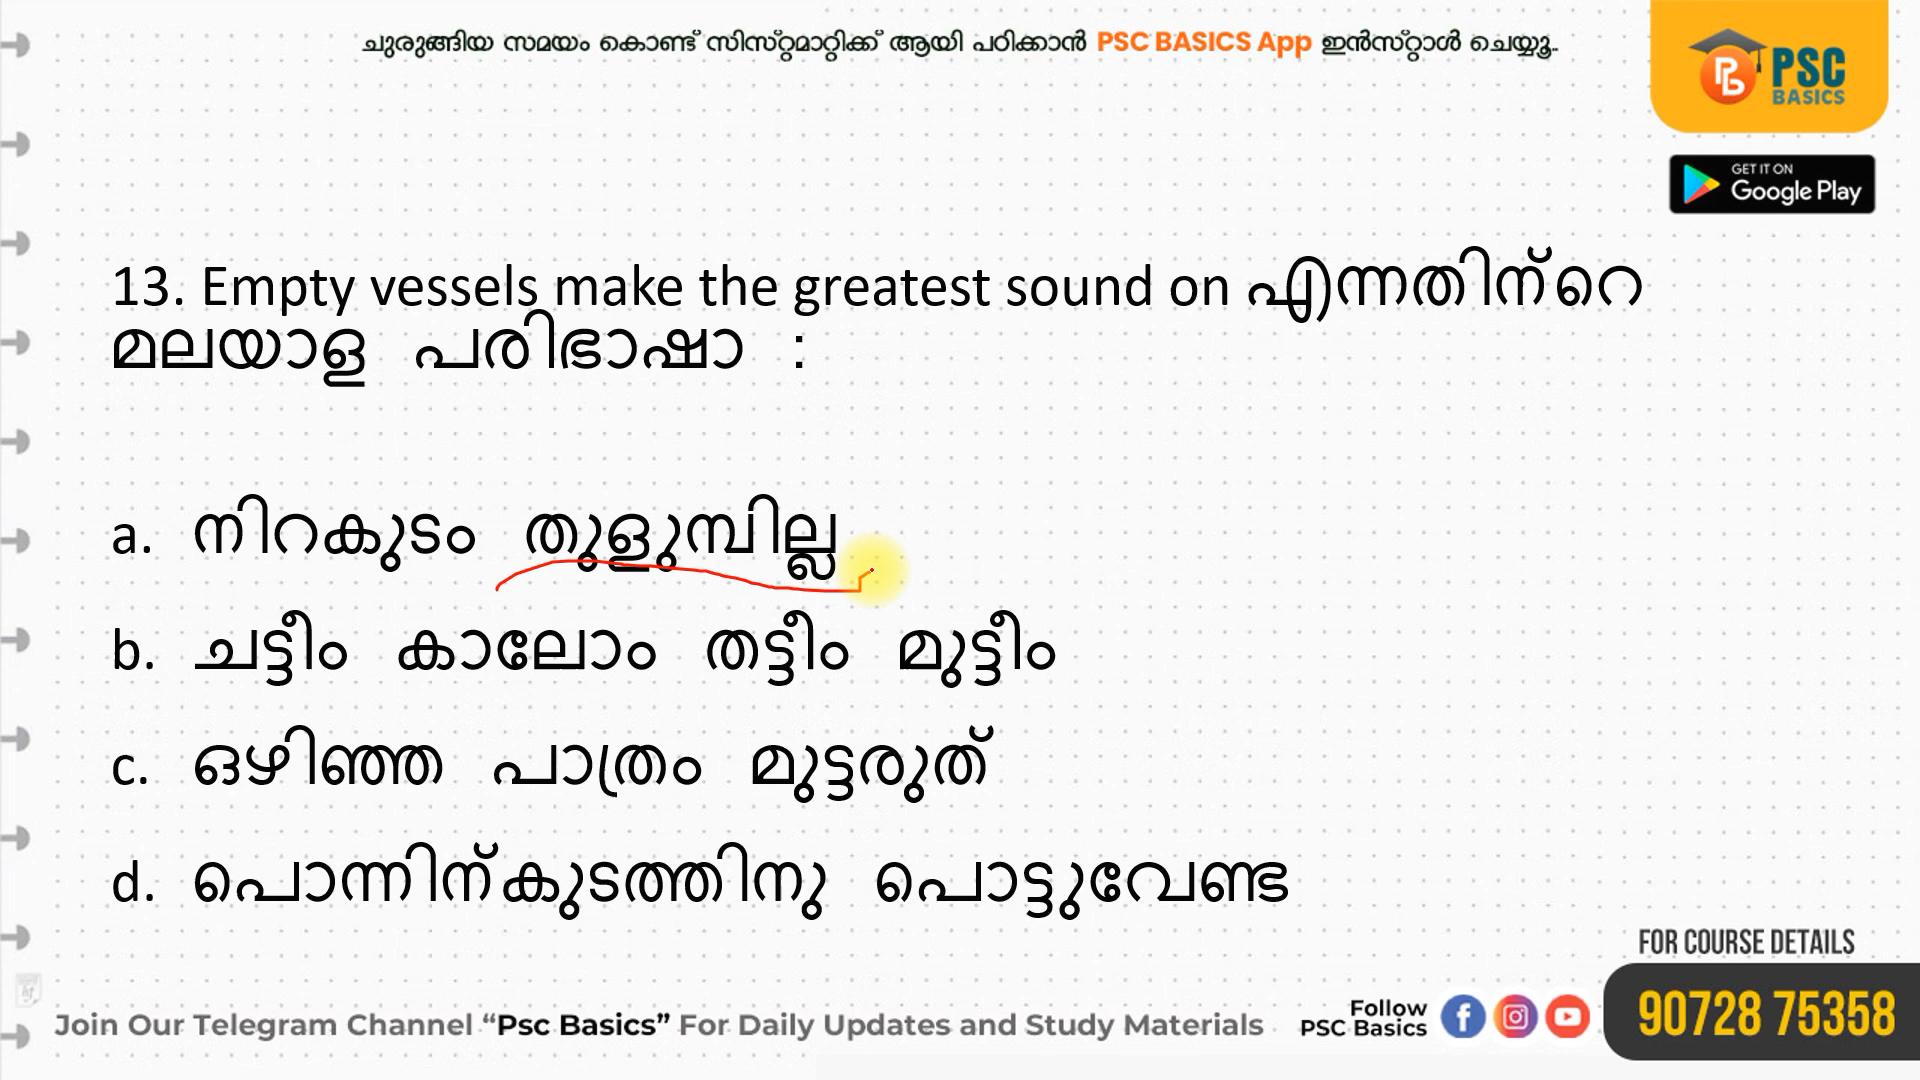 ചുരുങ്ങിയ സമയം കൊണ്ട് സിസ്റ്റമാറ്റിക്ക് ആയി പഠിക്കാൻ PSC BASICS App ഇൻസ്റ്റാൾ ചെയ്യൂ..
PSC
BASICS
GET IT ON
Google Play
13. Empty vessels make the greatest sound on എന്നതിന്റെ
മലയാള പരിഭാഷാ :
a. നിറകുടം തുളുമ്പില്ല
b. ചട്ടീം കാലോം തട്ടീം മുട്ടീം
c. ഒഴിഞ്ഞ പാത്രം മുട്ടരുത്
d. പൊന്നിന്കുടത്തിനു പൊട്ടുവേണ്ട
FOR COURSE DETAILS
90728 75358
Join Our Telegram Channel “Psc Basics” For Daily Updates and Study Materials
Follow
PSC Basics